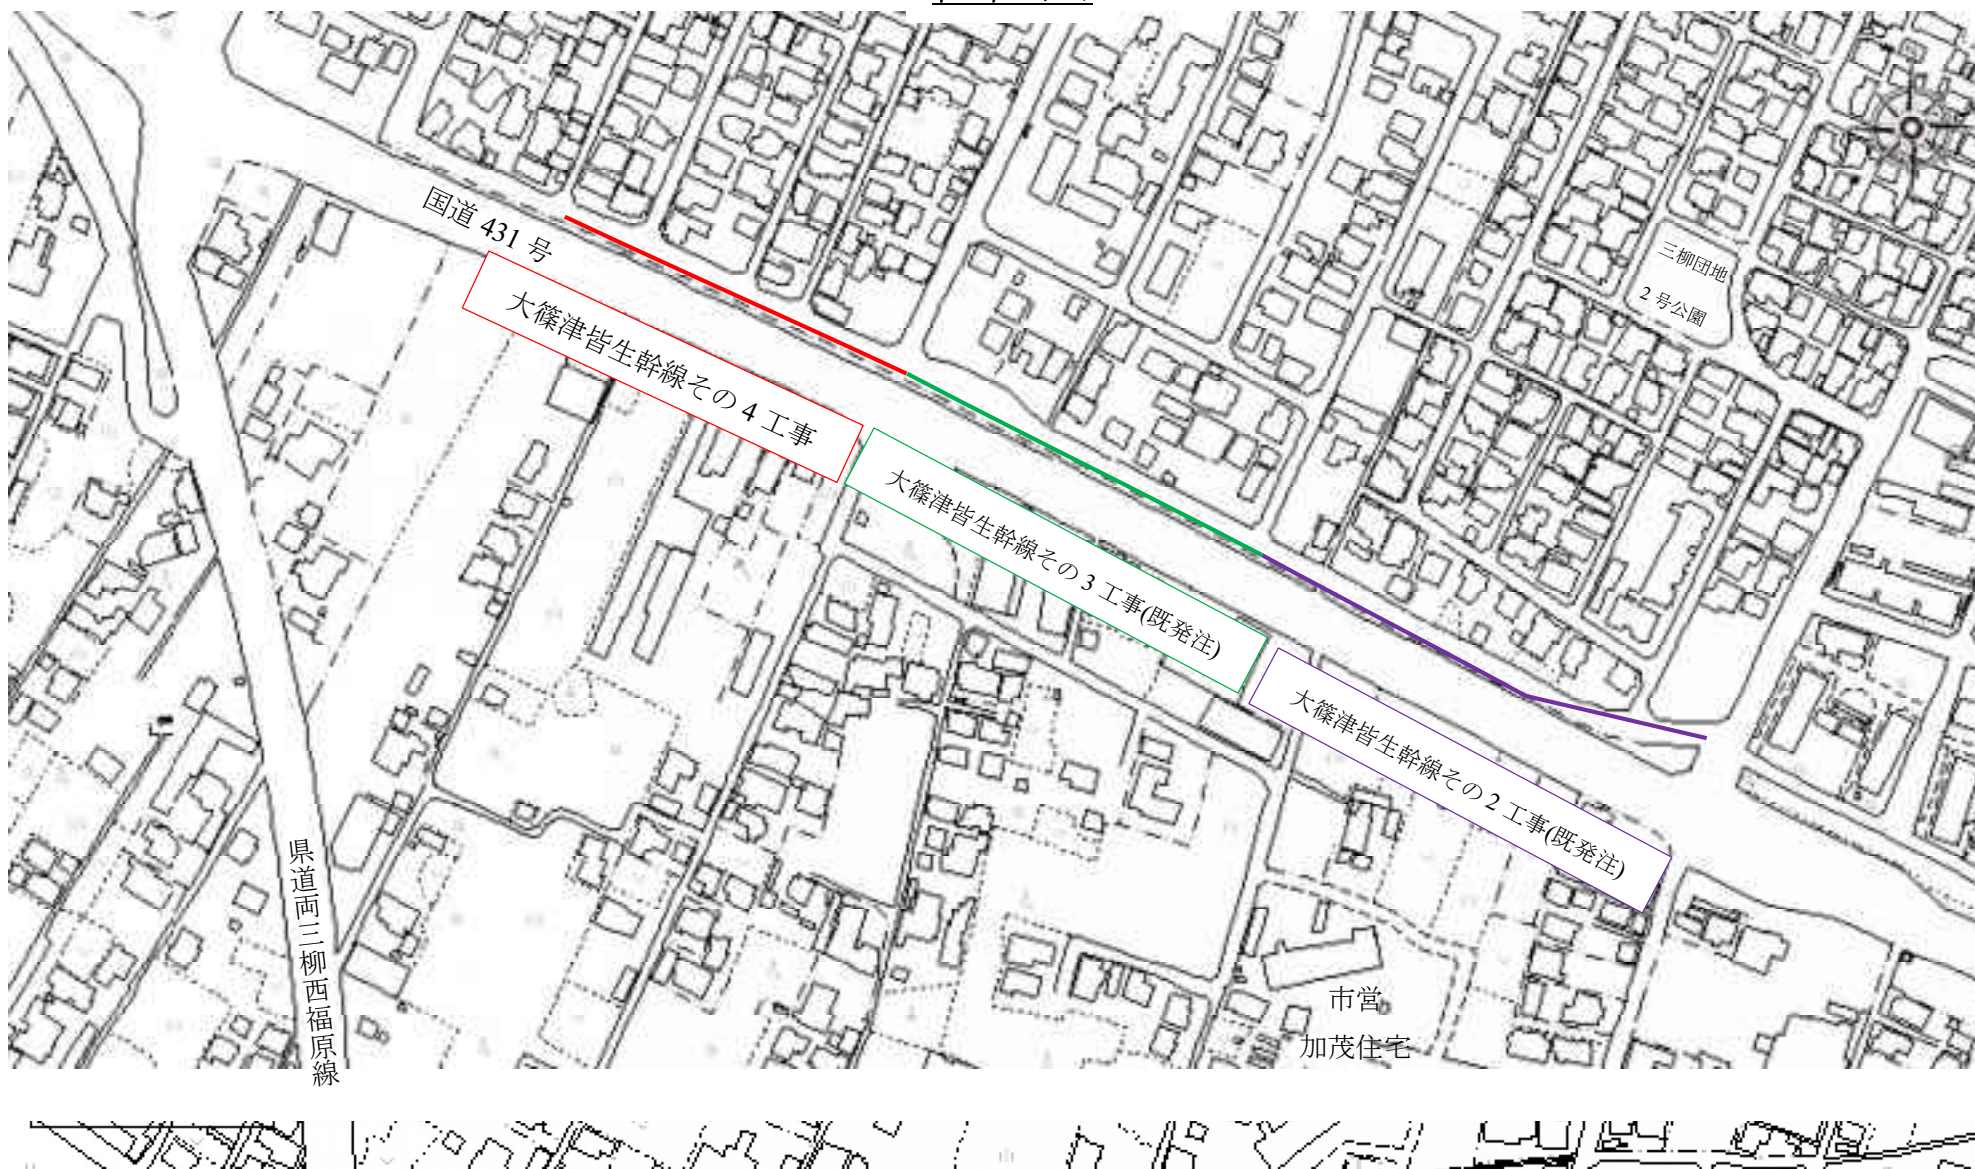 国道 431 号
大篠津皆生幹線その 4 工事
大篠津皆生幹線その 3 工事(既発注)
大篠津皆生幹線その 2 工事(既発注)
三柳団地
2 号公園
県道両三柳西福原線
市営
加茂住宅